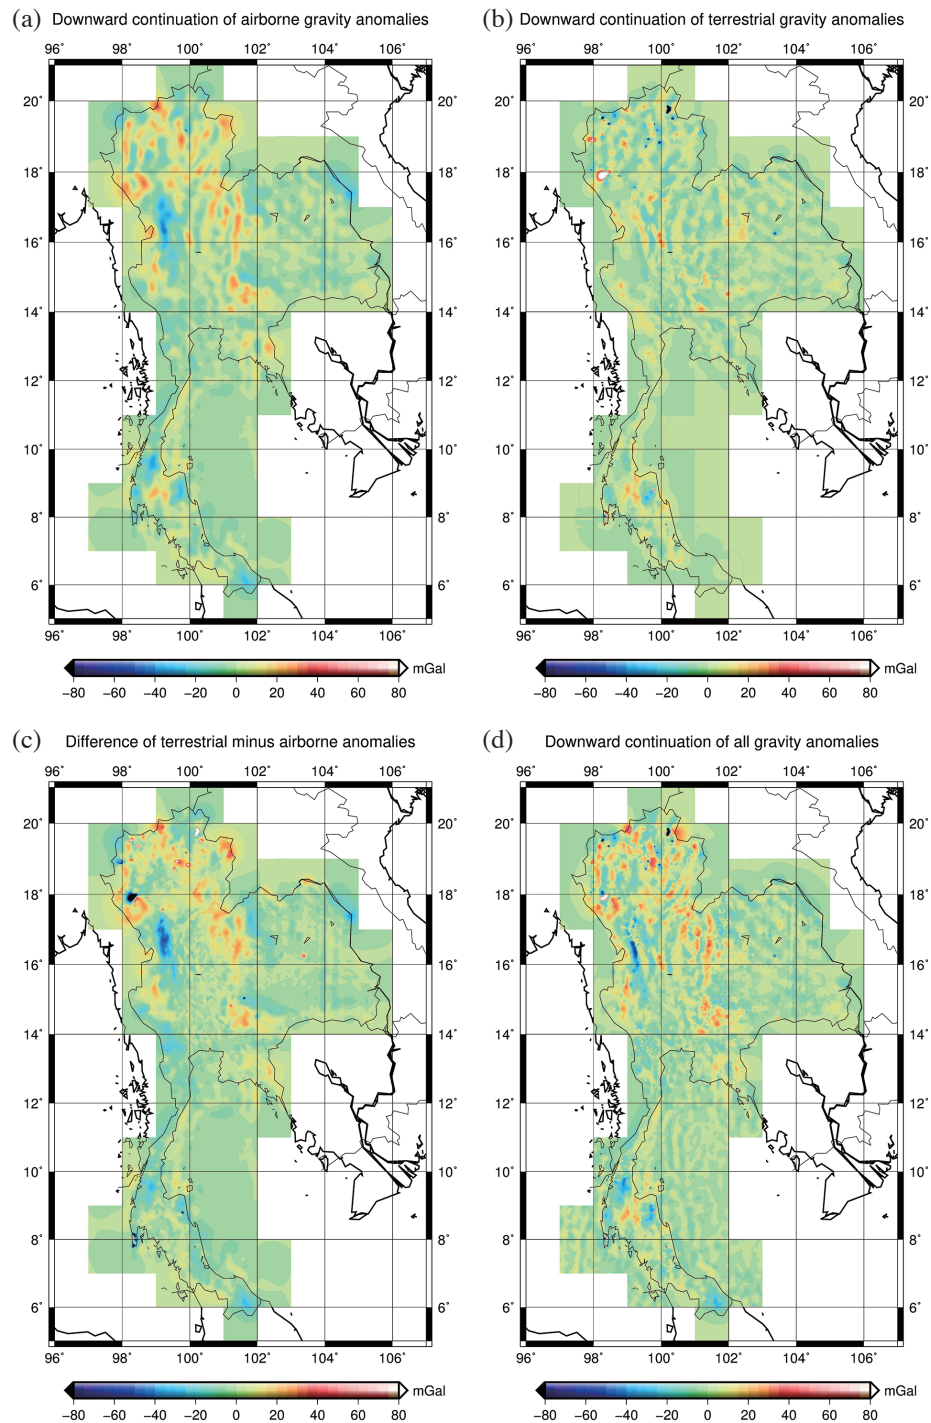 (a) Downward continuation of airborne gravity anomalies
96˚ 98˚ 100˚ 102˚ 104˚ 106˚
20˚ 20˚
18˚ 18˚
16˚ 16˚
14˚ 14˚
12˚ 12˚
10˚ 10˚
8˚ 8˚
6˚ 6˚
96˚ 98˚ 100˚ 102˚ 104˚ 106˚
mGal
−80 −60 −40 −20 0 20 40 60 80
(b) Downward continuation of terrestrial gravity anomalies
96˚ 98˚ 100˚ 102˚ 104˚ 106˚
20˚ 20˚
18˚ 18˚
16˚ 16˚
14˚ 14˚
12˚ 12˚
10˚ 10˚
8˚ 8˚
6˚ 6˚
96˚ 98˚ 100˚ 102˚ 104˚ 106˚
mGal
−80 −60 −40 −20 0 20 40 60 80
(c) Difference of terrestrial minus airborne anomalies
96˚ 98˚ 100˚ 102˚ 104˚ 106˚
20˚ 20˚
18˚ 18˚
16˚ 16˚
14˚ 14˚
12˚ 12˚
10˚ 10˚
8˚ 8˚
6˚ 6˚
96˚ 98˚ 100˚ 102˚ 104˚ 106˚
mGal
−80 −60 −40 −20 0 20 40 60 80
(d) Downward continuation of all gravity anomalies
96˚ 98˚ 100˚ 102˚ 104˚ 106˚
20˚ 20˚
18˚ 18˚
16˚ 16˚
14˚ 14˚
12˚ 12˚
10˚ 10˚
8˚ 8˚
6˚ 6˚
96˚ 98˚ 100˚ 102˚ 104˚ 106˚
mGal
−80 −60 −40 −20 0 20 40 60 80